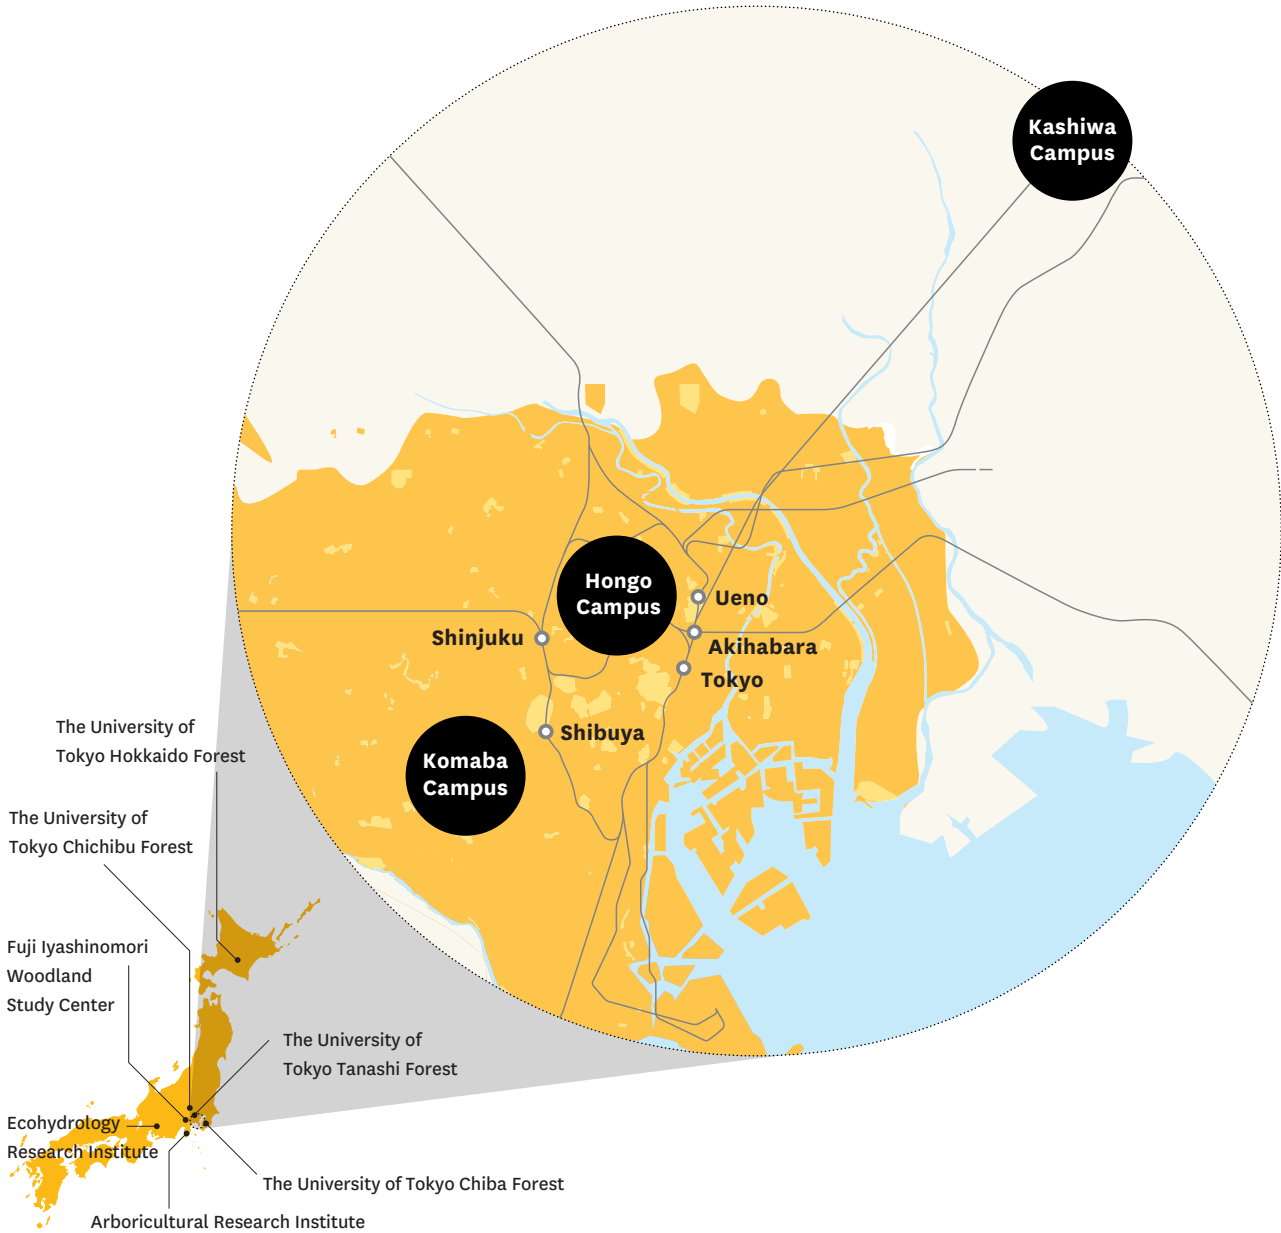 Kashiwa
Campus
Hongo
Campus
Ueno
Shinjuku
Akihabara
Tokyo
Shibuya
Komaba
Campus
The University of
Tokyo Hokkaido Forest
The University of
Tokyo Chichibu Forest
Fuji Iyashinomori
Woodland
Study Center
The University of
Tokyo Tanashi Forest
Ecohydrology
Research Institute
The University of Tokyo Chiba Forest
Arboricultural Research Institute